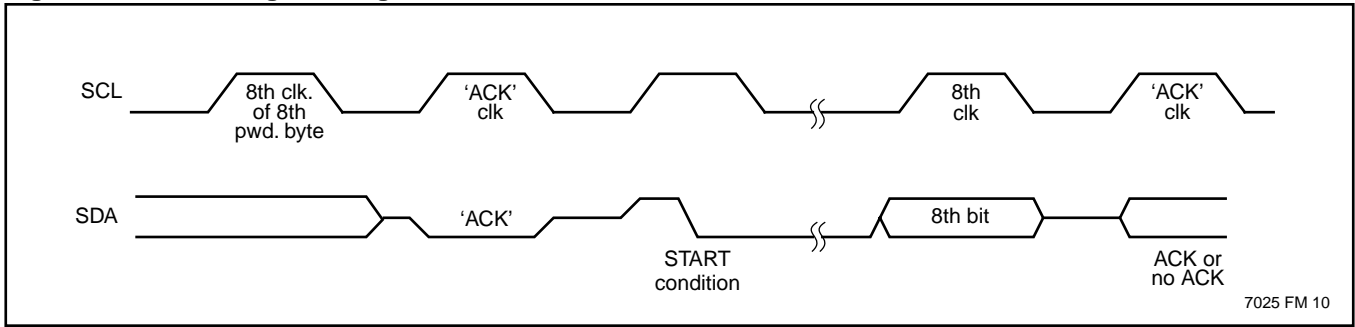 SCL
8th clk.
of 8th
pwd. byte
'ACK'
clk
8th
clk
'ACK'
clk
SDA
'ACK'
8th bit
START
condition
ACK or
no ACK
7025 FM 10